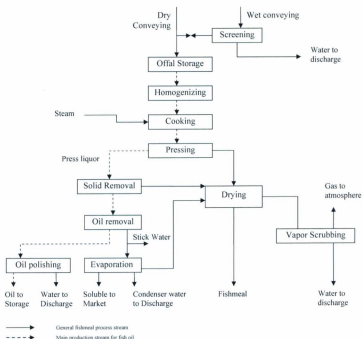 Dry
Conveying
Wet conveying
Screening
Water to
discharge
Offal Storage
Homogenizing
Steam
Cooking
Pressing
Press liquor
Solid Removal
Drying
Gas to
atmosphere
Oil removal
Stick Water
Vapor Scrubbing
Oil polishing
Evaporation
Oil to
Storage
Water to
Discharge
Soluble to
Market
Condenser water
to Discharge
Fishmeal
Water to
discharge
General fishmeal process stream
Main production stream for fish oil